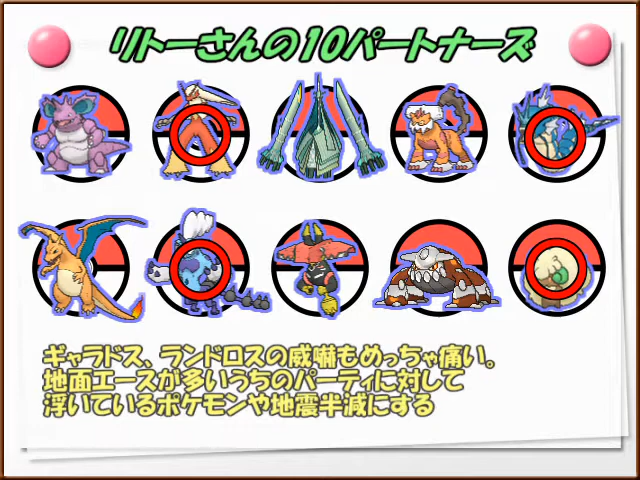 リトーさんの10パートナーズ
ギャラドス、ランドロスの威嚇もめっちゃ痛い。
地面エースが多いうちのパーティに対して
浮いているポケモンや地震半減にする